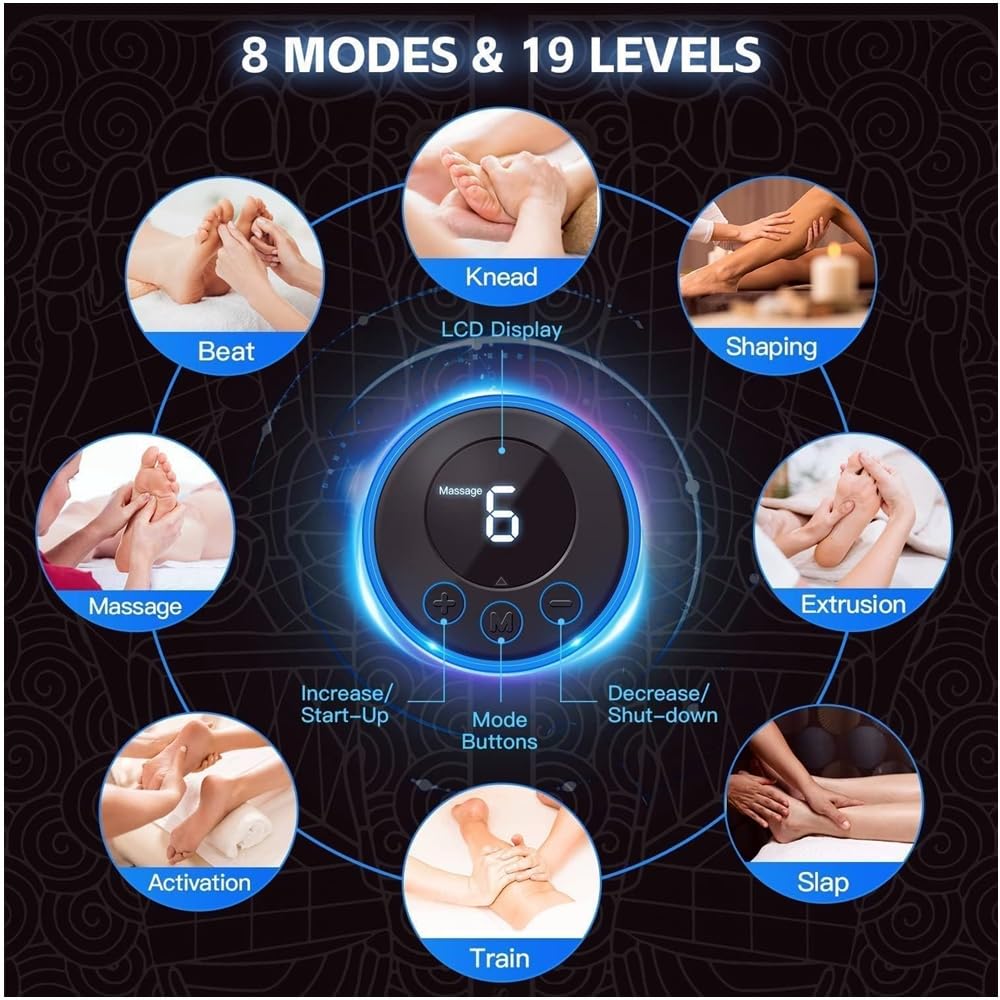 8 MODES & 19 LEVELS
Knead
Beat
Shaping
LCD Display
Massage
6
Massage
Extrusion
+
M
−
Increase/
Start-Up
Mode
Buttons
Decrease/
Shut-down
Activation
Slap
Train